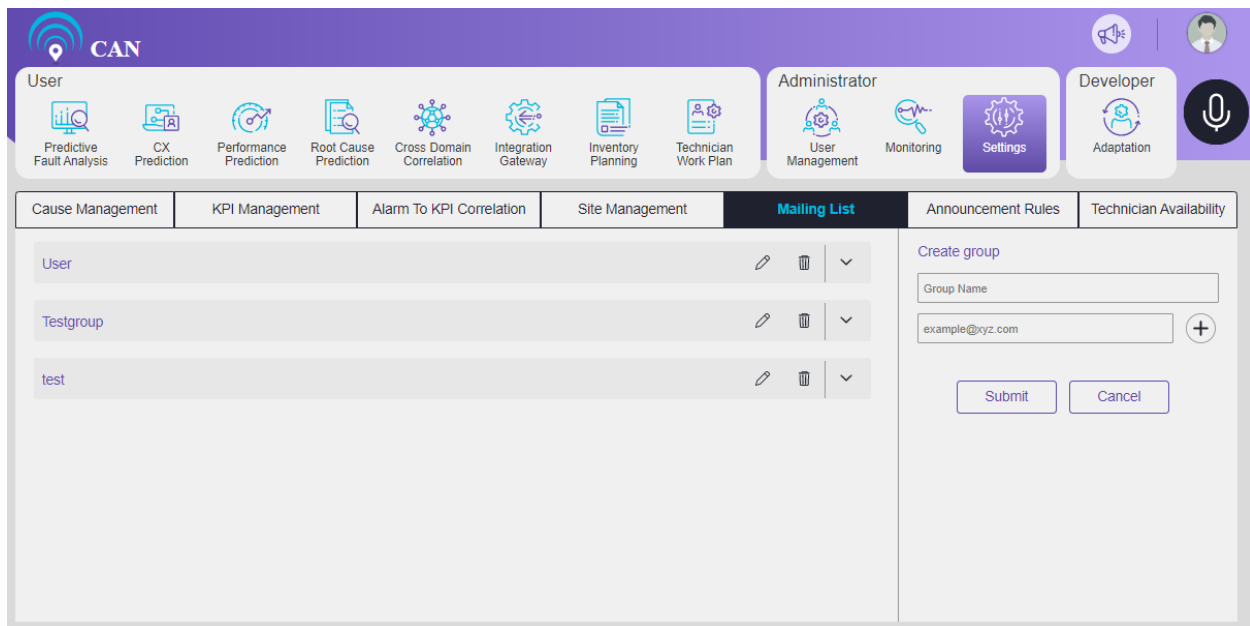 CAN
User
Administrator
Developer
Predictive
Fault Analysis
CX
Prediction
Performance
Prediction
Root Cause
Prediction
Cross Domain
Correlation
Integration
Gateway
Inventory
Planning
Technician
Work Plan
User
Management
Monitoring
Settings
Adaptation
Cause Management
KPI Management
Alarm To KPI Correlation
Site Management
Mailing List
Announcement Rules
Technician Availability
User
Testgroup
test
Create group
Group Name
example@xyz.com
Submit
Cancel